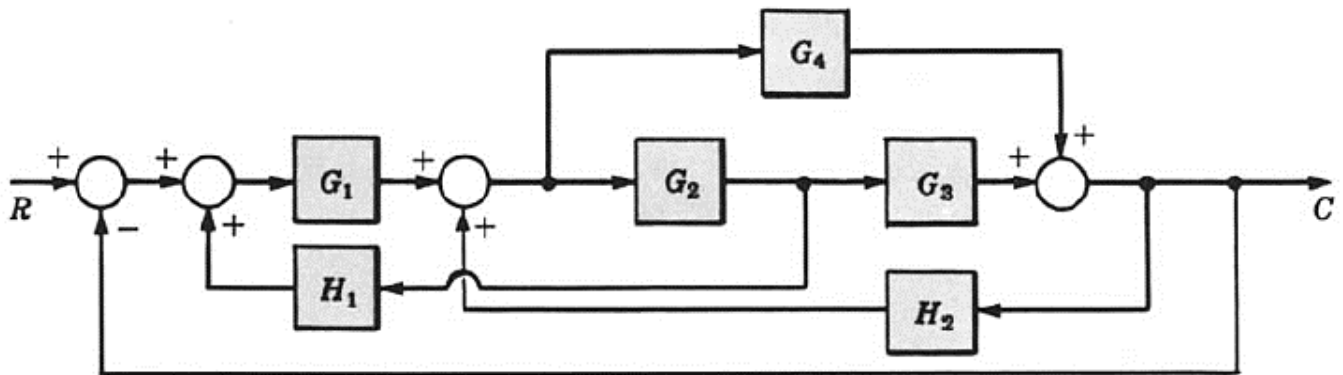 G₄
+
+
+
+
+
G₁
G₂
G₃
R
−
+
+
C
H₁
H₂